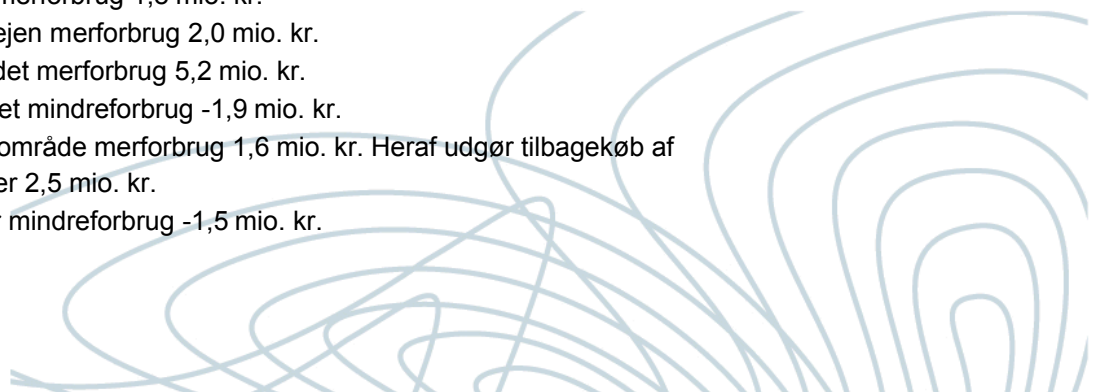 merforbrug
mio. kr.
ejen merforbrug 2,0 mio. kr.
det merforbrug 5,2 mio. kr.
et mindreforbrug -1,9 mio. kr.
område merforbrug 1,6 mio. kr. Heraf udgør tilbagekøb af
er 2,5 mio. kr.
r mindreforbrug -1,5 mio. kr.